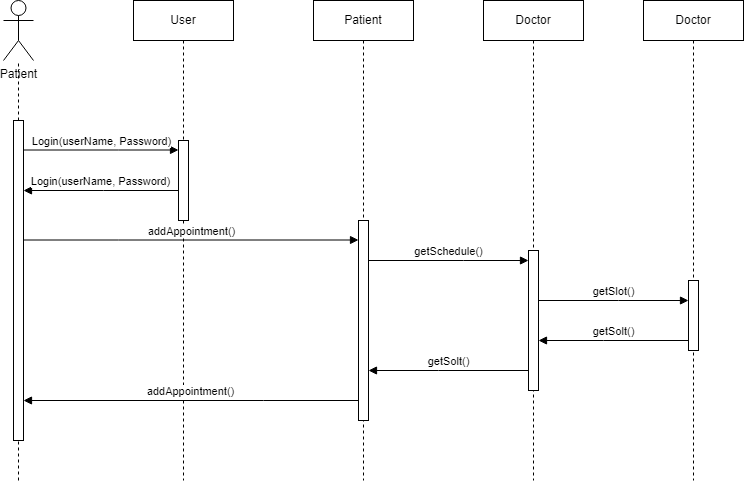 User
Patient
Doctor
Doctor
Patient
Login(userName, Password)
Login(userName, Password)
addAppointment()
getSchedule()
getSlot()
getSolt()
getSolt()
addAppointment()